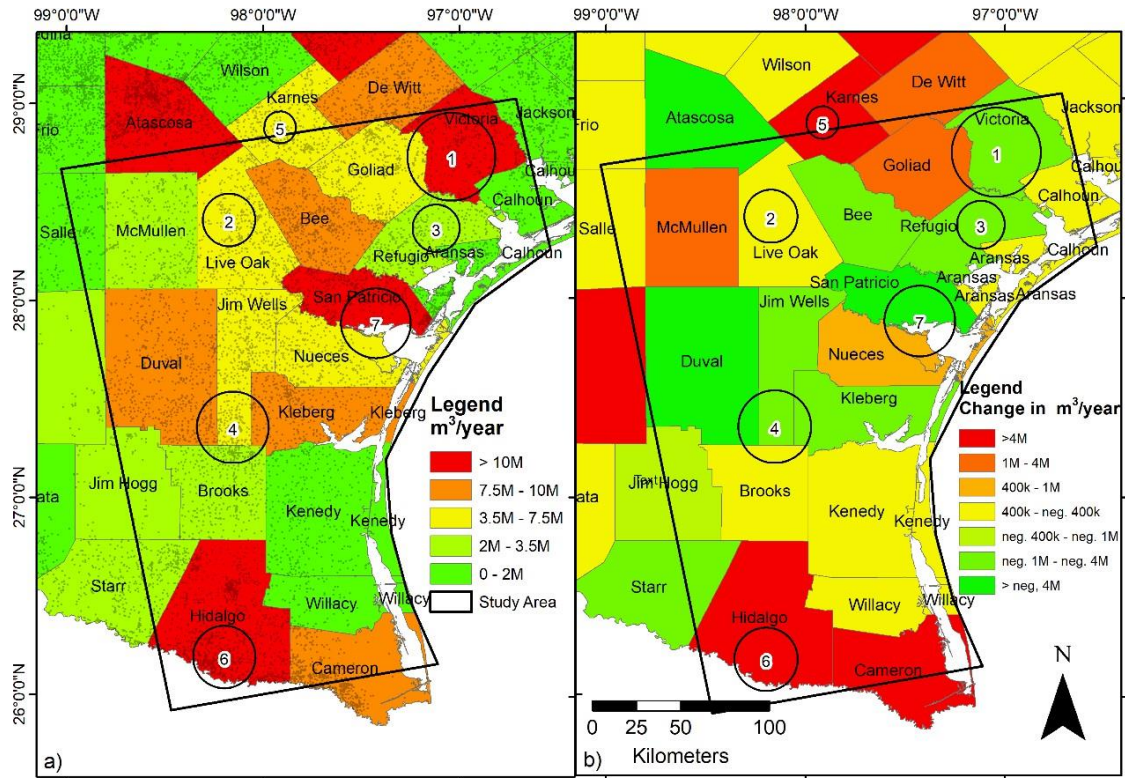 99°0'0"W 98°0'0"W 97°0'0"W
29°0'0"N
28°0'0"N
27°0'0"N
26°0'0"N
Wilson
Karnes
De Witt
Atascosa
Victoria
Jackson
Frio
5
1
Calhoun
Goliad
2
Bee
3
Calhoun
Salle
McMullen
Refugio
Aransas
Calhoun
Live Oak
San Patricio
Jim Wells
7
Duval
Nueces
Kleberg
Kleberg
4
Jim Hogg
Brooks
ata
Kenedy
Kenedy
Starr
Willacy
Willacy
Hidalgo
6
Cameron
Legend
m³/year
> 10M
7.5M - 10M
3.5M - 7.5M
2M - 3.5M
0 - 2M
Study Area
a)
99°0'0"W 98°0'0"W 97°0'0"W
Wilson
Karnes
De Witt
Atascosa
Victoria
Jackson
Frio
5
1
Calhou
Goliad
Calhoun
2
Bee
3
Salle
McMullen
Refugio
Calhoun
Live Oak
Aransas
San Patricio
Aransas
Aransas
Aransas
Jim Wells
7
Duval
Nueces
Kleberg
4
Text
Jim Hogg
Brooks
ata
Kenedy
Kenedy
Starr
Willacy
Willacy
Hidalgo
6
Cameron
Legend
Change in m³/year
>4M
1M - 4M
400k - 1M
400k - neg. 400k
neg. 400k - neg. 1M
neg. 1M - neg. 4M
> neg, 4M
N
0 25 50 100
Kilometers
b)